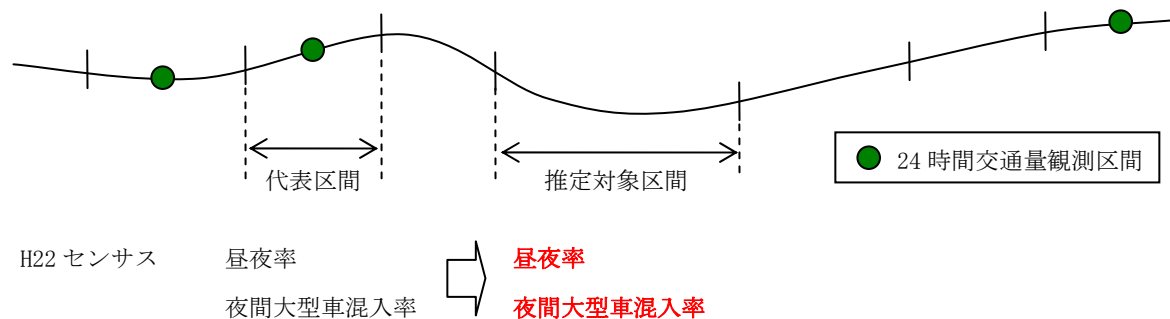 24 時間交通量観測区間
代表区間
推定対象区間
H22 センサス 昼夜率 昼夜率
夜間大型車混入率 夜間大型車混入率